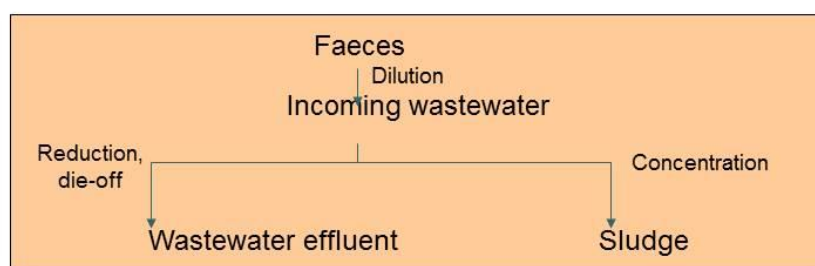 Faeces
Dilution
Incoming wastewater
Reduction,
die-off
Concentration
Wastewater effluent
Sludge